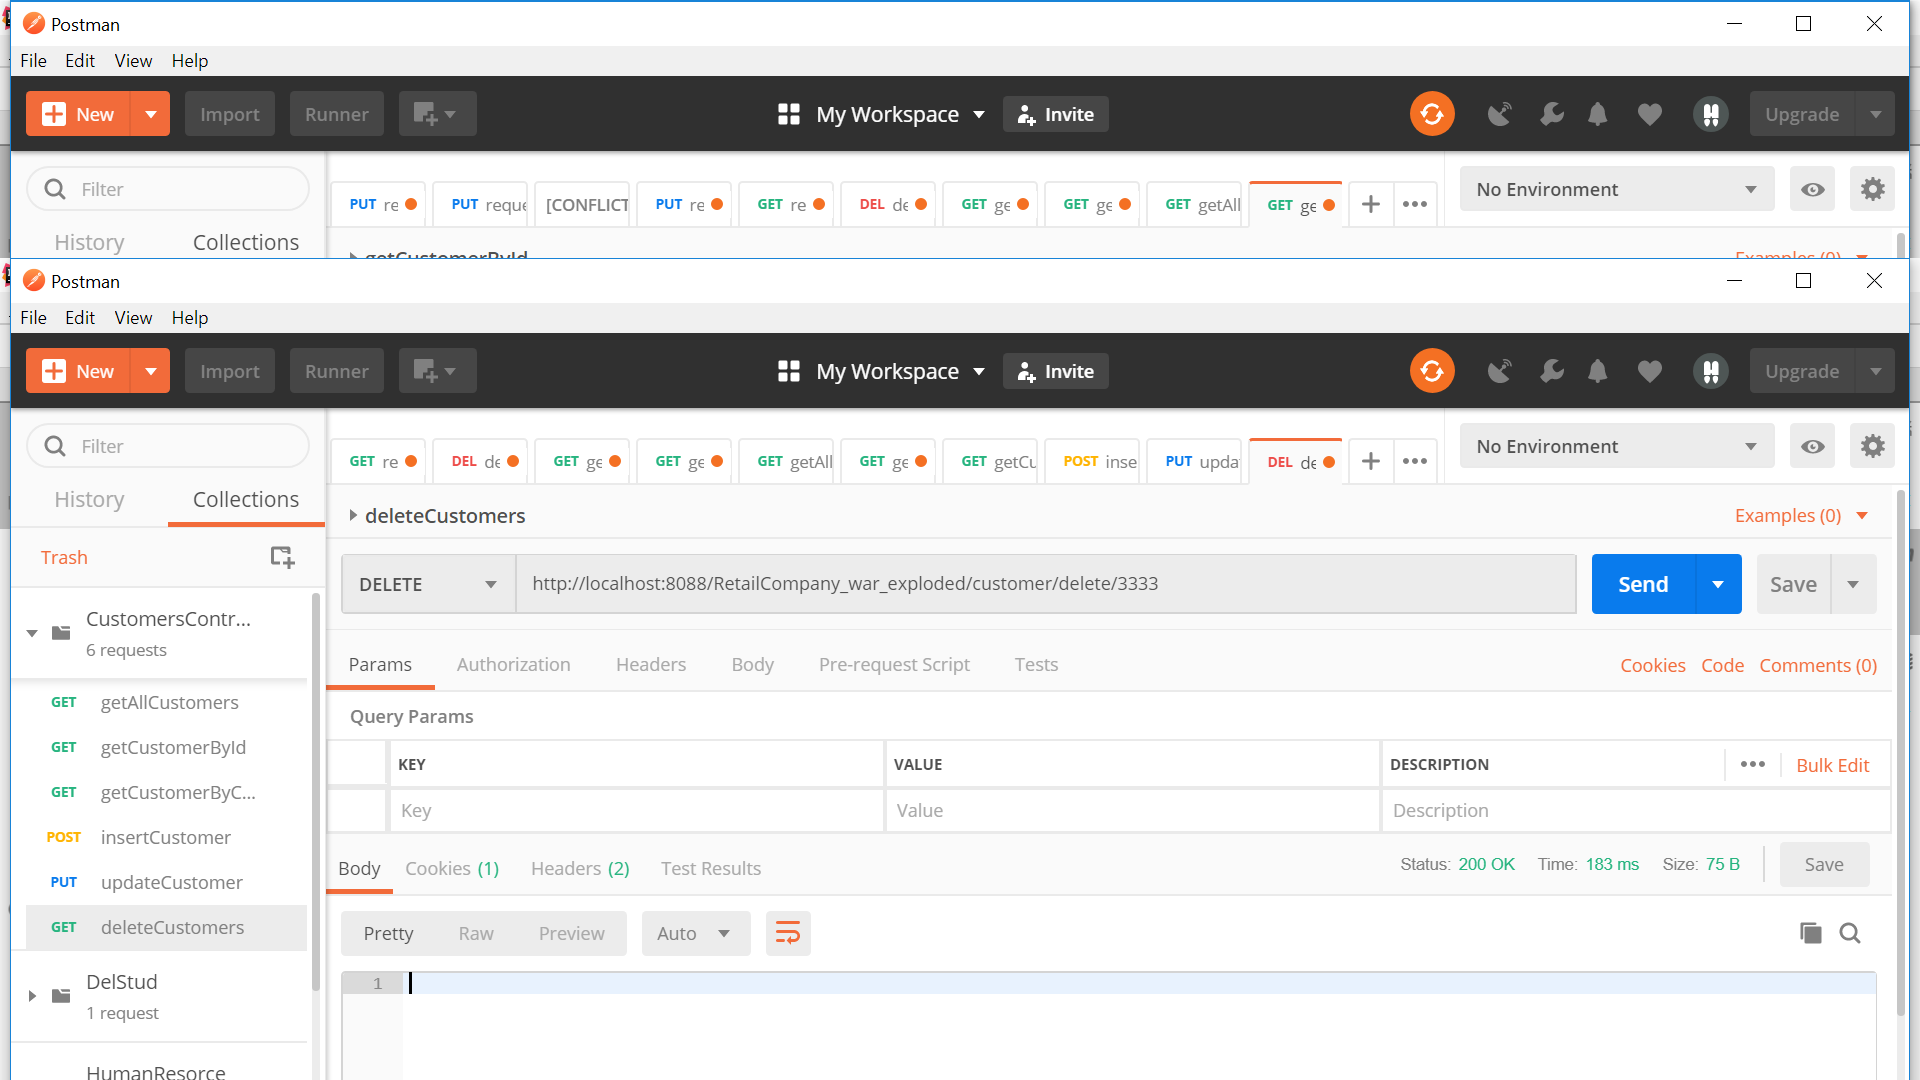 Postman
File Edit View Help
New Import Runner My Workspace Invite Upgrade
Filter
PUT re PUT reque [CONFLICT PUT re GET re DEL de GET ge GET ge GET getAll GET ge
No Environment
History Collections
getCustomerById Examples (0)
Postman
File Edit View Help
New Import Runner My Workspace Invite Upgrade
Filter
GET re DEL de GET ge GET ge GET getAll GET ge GET getCu POST inse PUT upda DEL de
No Environment
History Collections
deleteCustomers Examples (0)
Trash
DELETE http://localhost:8088/RetailCompany_war_exploded/customer/delete/3333 Send Save
CustomersContr...
6 requests
Params Authorization Headers Body Pre-request Script Tests Cookies Code Comments (0)
GET getAllCustomers
Query Params
GET getCustomerById
KEY VALUE DESCRIPTION Bulk Edit
GET getCustomerByC...
Key Value Description
POST insertCustomer
Body Cookies (1) Headers (2) Test Results Status: 200 OK Time: 183 ms Size: 75 B Save
PUT updateCustomer
GET deleteCustomers
Pretty Raw Preview Auto
DelStud
1 request
1
HumanResorce